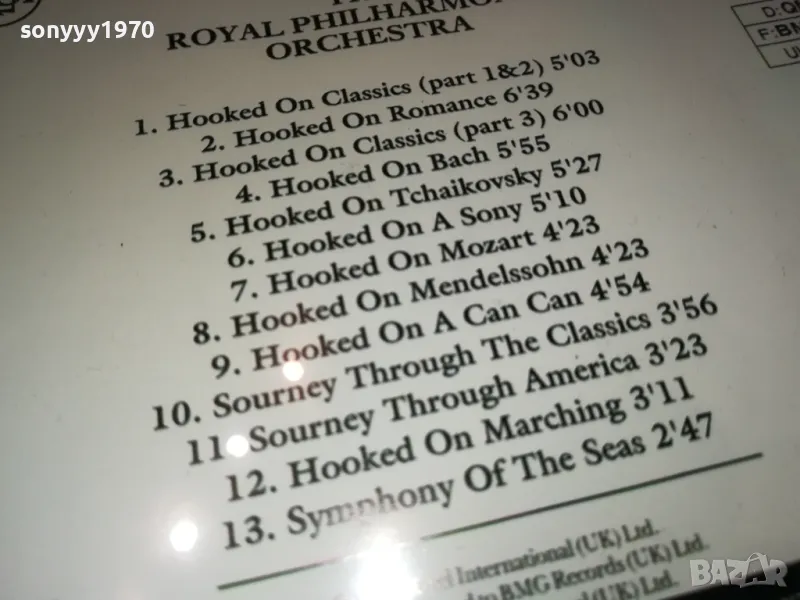 sonyyy1970
ROYAL PHILHARMO
ORCHESTRA
1. Hooked On Classics (part 1&2) 5'03
2. Hooked On Romance 6'39
3. Hooked On Classics (part 3) 6'00
4. Hooked On Bach 5'55
5. Hooked On Tchaikovsky 5'27
6. Hooked On A Sony 5'10
7. Hooked On Mozart 4'23
8. Hooked On Mendelssohn 4'23
9. Hooked On A Can Can 4'54
10. Sourney Through The Classics 3'56
11. Sourney Through America 3'23
12. Hooked On Marching 3'11
13. Symphony Of The Seas 2'47
International (UK) Ltd.
to BMG Records (UK) Ltd.
(UK) Ltd.
D:
F:BM
BAZAR